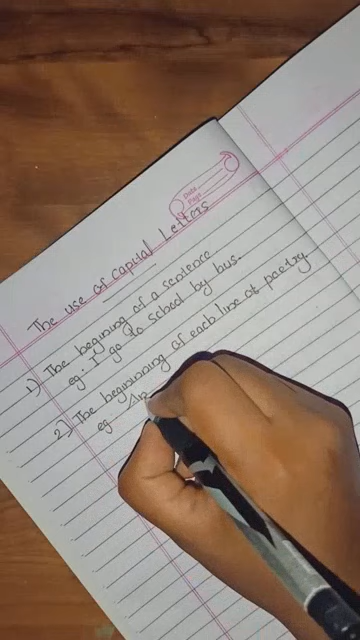 Date
Page
The use of capital Letters
1) The begining of a sentence
eg: I go to school by bus.
2) The beginning of each line of poetry
eg